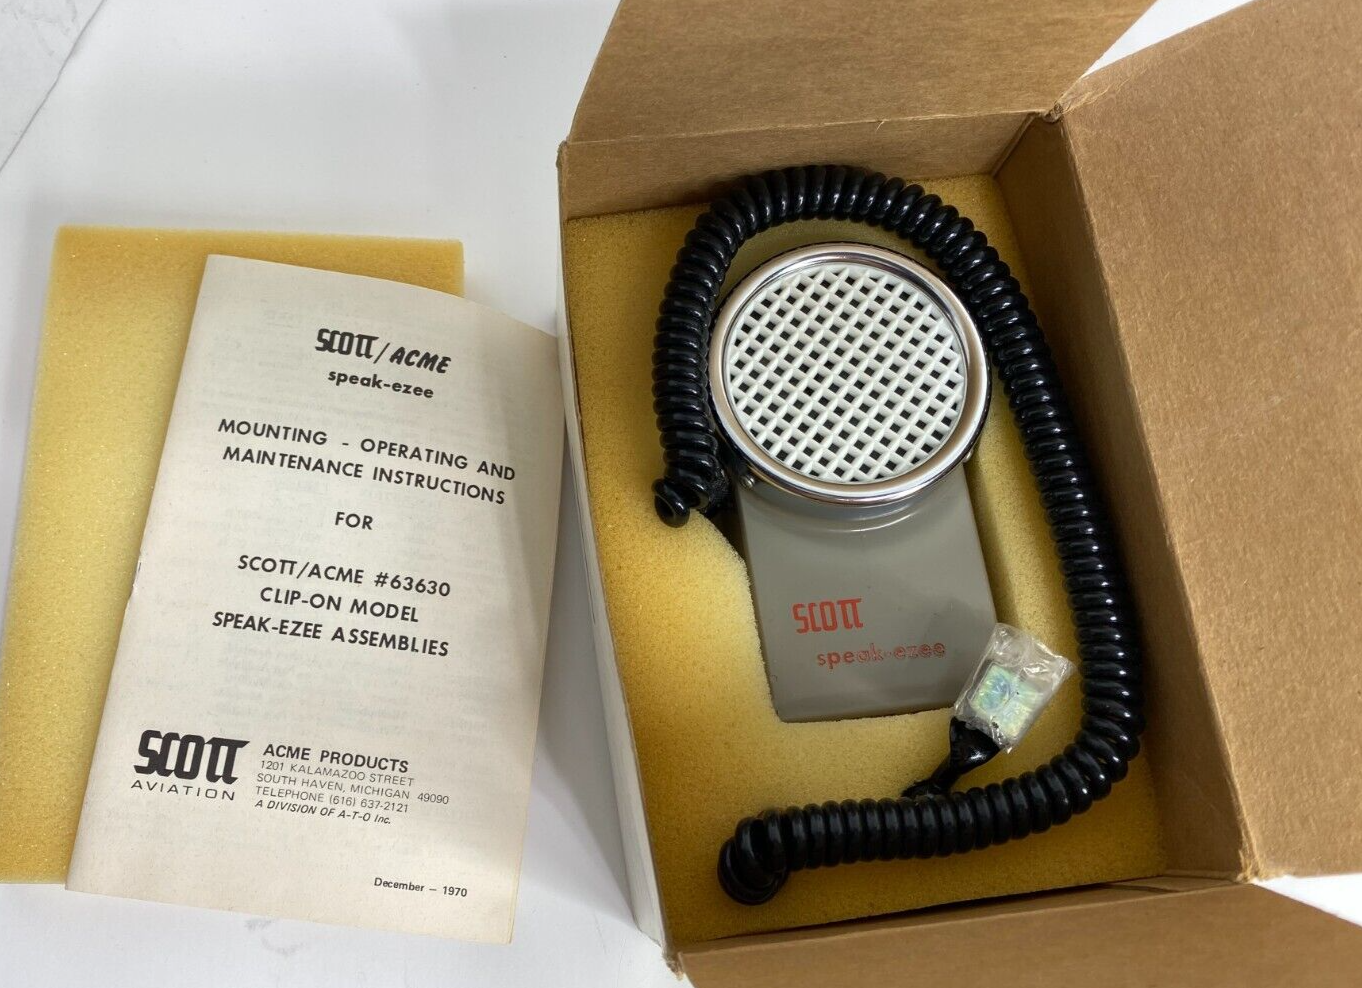 SCOTT/ACME
speak-ezee
MOUNTING - OPERATING AND
MAINTENANCE INSTRUCTIONS
FOR
SCOTT/ACME #63630
CLIP-ON MODEL
SPEAK-EZEE ASSEMBLIES
SCOTT
AVIATION
ACME PRODUCTS
1201 KALAMAZOO STREET
SOUTH HAVEN, MICHIGAN 49090
TELEPHONE (616) 637-2121
A DIVISION OF A-T-O Inc.
December — 1970
SCOTT
speak-ezee